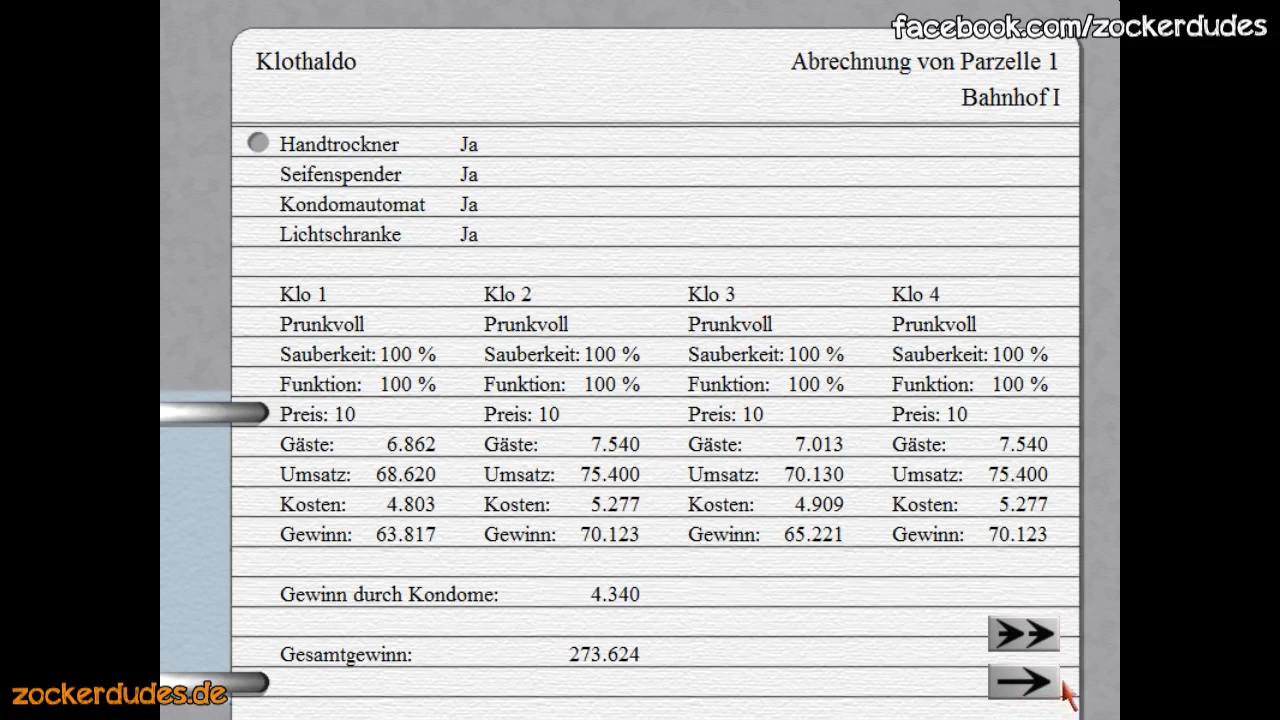 facebook.com/zockerdudes
Klothaldo Abrechnung von Parzelle 1
Bahnhof I
Handtrockner Ja
Seifenspender Ja
Kondomautomat Ja
Lichtschranke Ja
Klo 1 Klo 2 Klo 3 Klo 4
Prunkvoll Prunkvoll Prunkvoll Prunkvoll
Sauberkeit: 100 % Sauberkeit: 100 % Sauberkeit: 100 % Sauberkeit: 100 %
Funktion: 100 % Funktion: 100 % Funktion: 100 % Funktion: 100 %
Preis: 10 Preis: 10 Preis: 10 Preis: 10
Gäste: 6.862 Gäste: 7.540 Gäste: 7.013 Gäste: 7.540
Umsatz: 68.620 Umsatz: 75.400 Umsatz: 70.130 Umsatz: 75.400
Kosten: 4.803 Kosten: 5.277 Kosten: 4.909 Kosten: 5.277
Gewinn: 63.817 Gewinn: 70.123 Gewinn: 65.221 Gewinn: 70.123
Gewinn durch Kondome: 4.340
Gesamtgewinn: 273.624
zockerdudes.de